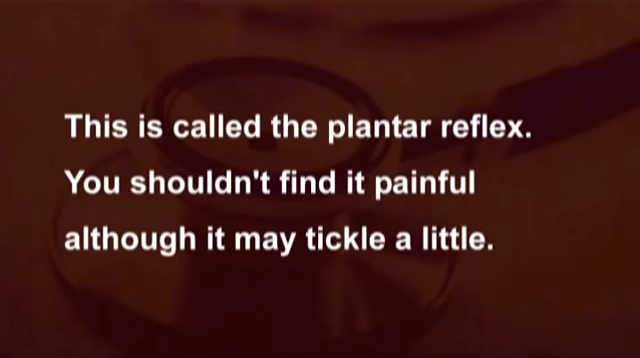 This is called the plantar reflex.
You shouldn't find it painful
although it may tickle a little.